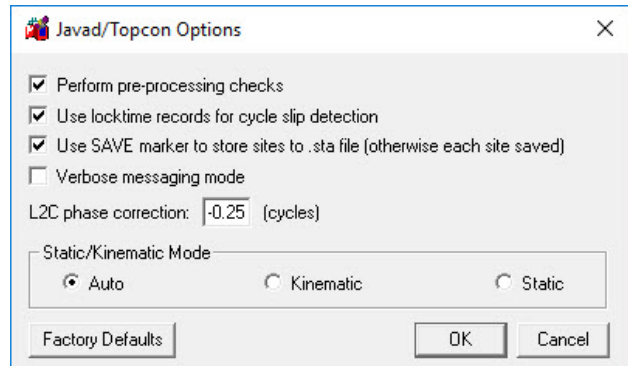 Javad/Topcon Options
Perform pre-processing checks
Use locktime records for cycle slip detection
Use SAVE marker to store sites to .sta file (otherwise each site saved)
Verbose messaging mode
L2C phase correction: -0.25 (cycles)
Static/Kinematic Mode
Auto Kinematic Static
Factory Defaults OK Cancel